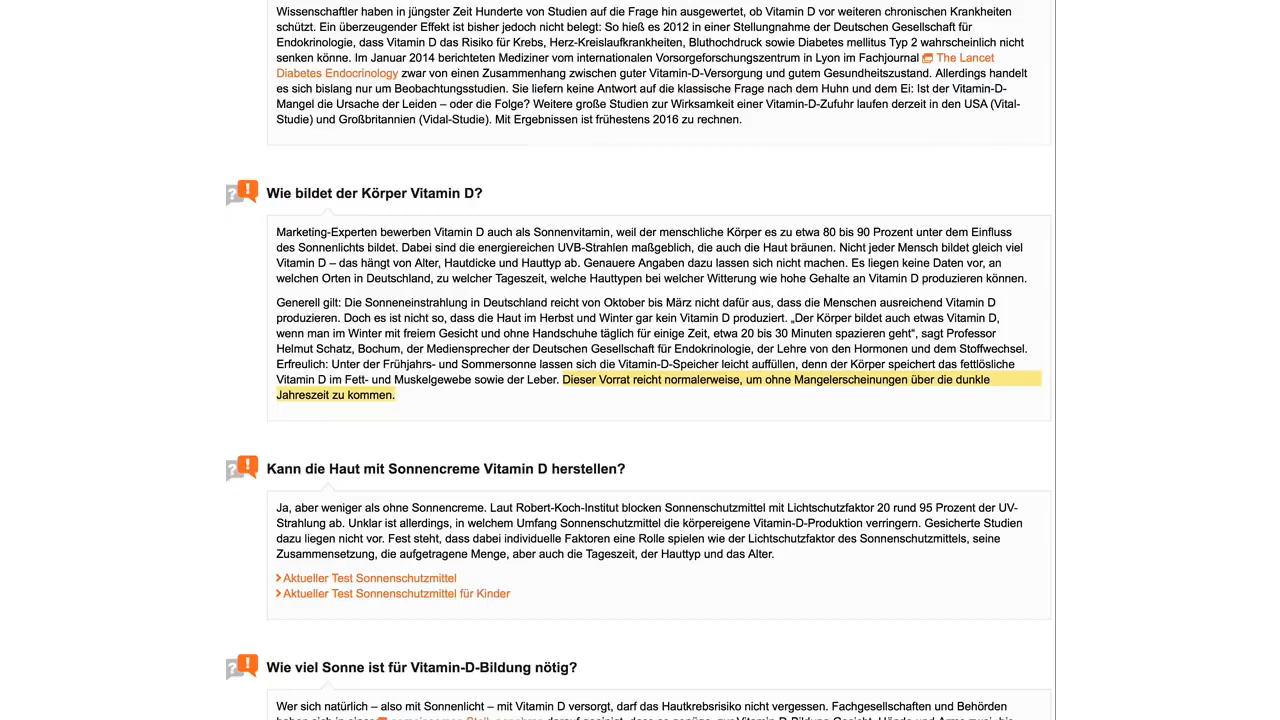 Wissenschaftler haben in jüngster Zeit Hunderte von Studien auf die Frage hin ausgewertet, ob Vitamin D vor weiteren chronischen Krankheiten
schützt. Ein überzeugender Effekt ist bisher jedoch nicht belegt: So hieß es 2012 in einer Stellungnahme der Deutschen Gesellschaft für
Endokrinologie, dass Vitamin D das Risiko für Krebs, Herz-Kreislaufkrankheiten, Bluthochdruck sowie Diabetes mellitus Typ 2 wahrscheinlich nicht
senken könne. Im Januar 2014 berichteten Mediziner vom internationalen Vorsorgeforschungszentrum in Lyon im Fachjournal The Lancet
Diabetes Endocrinology zwar von einen Zusammenhang zwischen guter Vitamin-D-Versorgung und gutem Gesundheitszustand. Allerdings handelt
es sich bislang nur um Beobachtungsstudien. Sie liefern keine Antwort auf die klassische Frage nach dem Huhn und dem Ei: Ist der Vitamin-D-
Mangel die Ursache der Leiden – oder die Folge? Weitere große Studien zur Wirksamkeit einer Vitamin-D-Zufuhr laufen derzeit in den USA (Vital-
Studie) und Großbritannien (Vidal-Studie). Mit Ergebnissen ist frühestens 2016 zu rechnen.
Wie bildet der Körper Vitamin D?
Marketing-Experten bewerben Vitamin D auch als Sonnenvitamin, weil der menschliche Körper es zu etwa 80 bis 90 Prozent unter dem Einfluss
des Sonnenlichts bildet. Dabei sind die energiereichen UVB-Strahlen maßgeblich, die auch die Haut bräunen. Nicht jeder Mensch bildet gleich viel
Vitamin D – das hängt von Alter, Hautdicke und Hauttyp ab. Genauere Angaben dazu lassen sich nicht machen. Es liegen keine Daten vor, an
welchen Orten in Deutschland, zu welcher Tageszeit, welche Hauttypen bei welcher Witterung wie hohe Gehalte an Vitamin D produzieren können.
Generell gilt: Die Sonneneinstrahlung in Deutschland reicht von Oktober bis März nicht dafür aus, dass die Menschen ausreichend Vitamin D
produzieren. Doch es ist nicht so, dass die Haut im Herbst und Winter gar kein Vitamin D produziert. „Der Körper bildet auch etwas Vitamin D,
wenn man im Winter mit freiem Gesicht und ohne Handschuhe täglich für einige Zeit, etwa 20 bis 30 Minuten spazieren geht“, sagt Professor
Helmut Schatz, Bochum, der Mediensprecher der Deutschen Gesellschaft für Endokrinologie, der Lehre von den Hormonen und dem Stoffwechsel.
Erfreulich: Unter der Frühjahrs- und Sommersonne lassen sich die Vitamin-D-Speicher leicht auffüllen, denn der Körper speichert das fettlösliche
Vitamin D im Fett- und Muskelgewebe sowie der Leber. Dieser Vorrat reicht normalerweise, um ohne Mangelerscheinungen über die dunkle
Jahreszeit zu kommen.
Kann die Haut mit Sonnencreme Vitamin D herstellen?
Ja, aber weniger als ohne Sonnencreme. Laut Robert-Koch-Institut blocken Sonnenschutzmittel mit Lichtschutzfaktor 20 rund 95 Prozent der UV-
Strahlung ab. Unklar ist allerdings, in welchem Umfang Sonnenschutzmittel die körpereigene Vitamin-D-Produktion verringern. Gesicherte Studien
dazu liegen nicht vor. Fest steht, dass dabei individuelle Faktoren eine Rolle spielen wie der Lichtschutzfaktor des Sonnenschutzmittels, seine
Zusammensetzung, die aufgetragene Menge, aber auch die Tageszeit, der Hauttyp und das Alter.
Aktueller Test Sonnenschutzmittel
Aktueller Test Sonnenschutzmittel für Kinder
Wie viel Sonne ist für Vitamin-D-Bildung nötig?
Wer sich natürlich – also mit Sonnenlicht – mit Vitamin D versorgt, darf das Hautkrebsrisiko nicht vergessen. Fachgesellschaften und Behörden